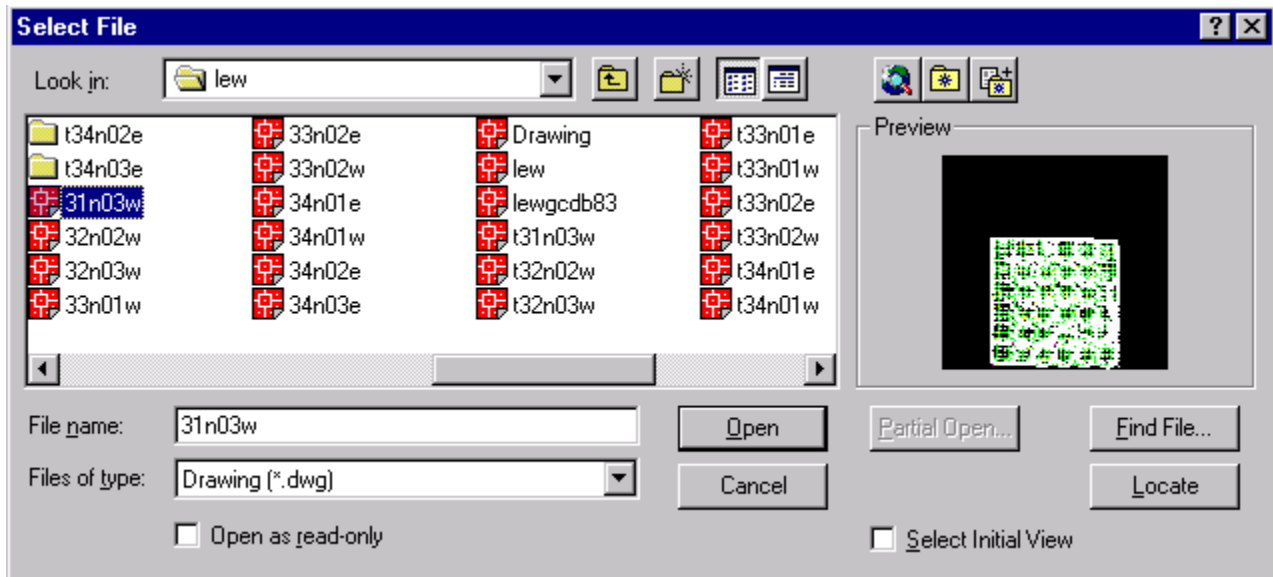 Select File
Look in: lew
t34n02e 33n02e Drawing t33n01e
t34n03e 33n02w lew t33n01w
31n03w 34n01e lewgcdb83 t33n02e
32n02w 34n01w t31n03w t33n02w
32n03w 34n02e t32n02w t34n01e
33n01w 34n03e t32n03w t34n01w
Preview
File name: 31n03w Open Partial Open... Find File...
Files of type: Drawing (*.dwg) Cancel Locate
Open as read-only Select Initial View